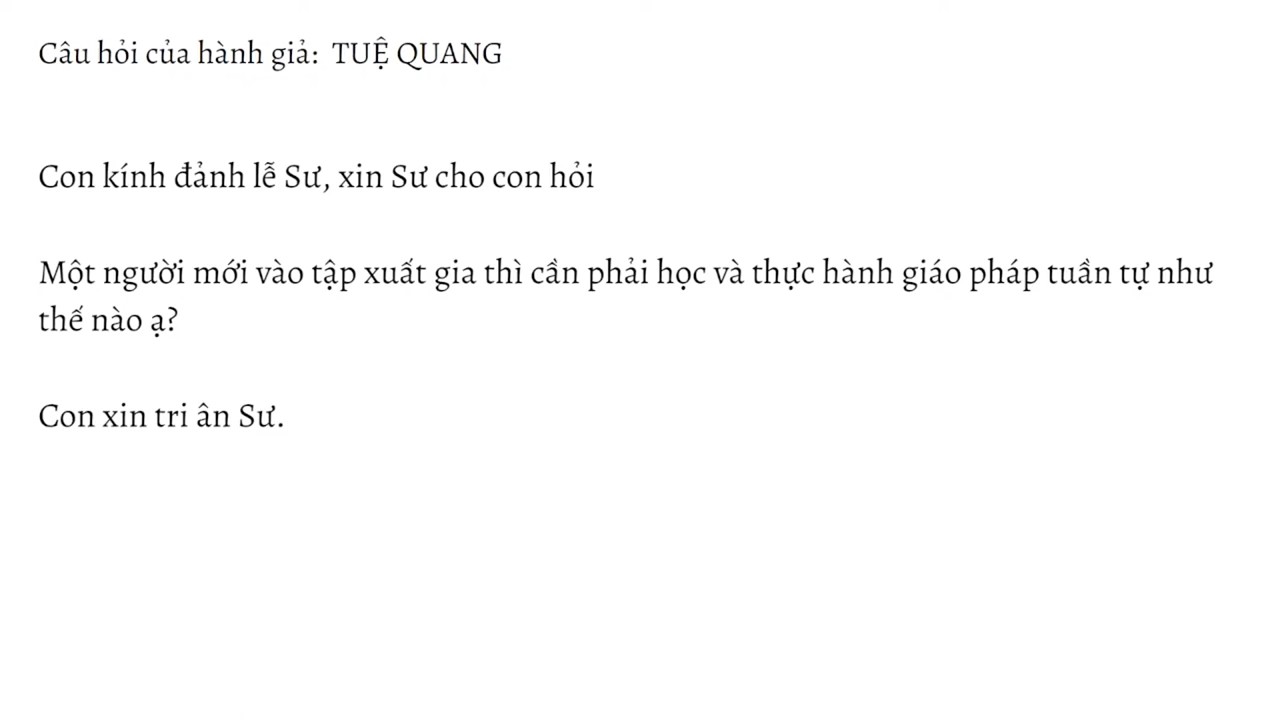 Câu hỏi của hành giả:  TUỆ QUANG
Con kính đảnh lễ Sư, xin Sư cho con hỏi
Một người mới vào tập xuất gia thì cần phải học và thực hành giáo pháp tuần tự như
thế nào ạ?
Con xin tri ân Sư.